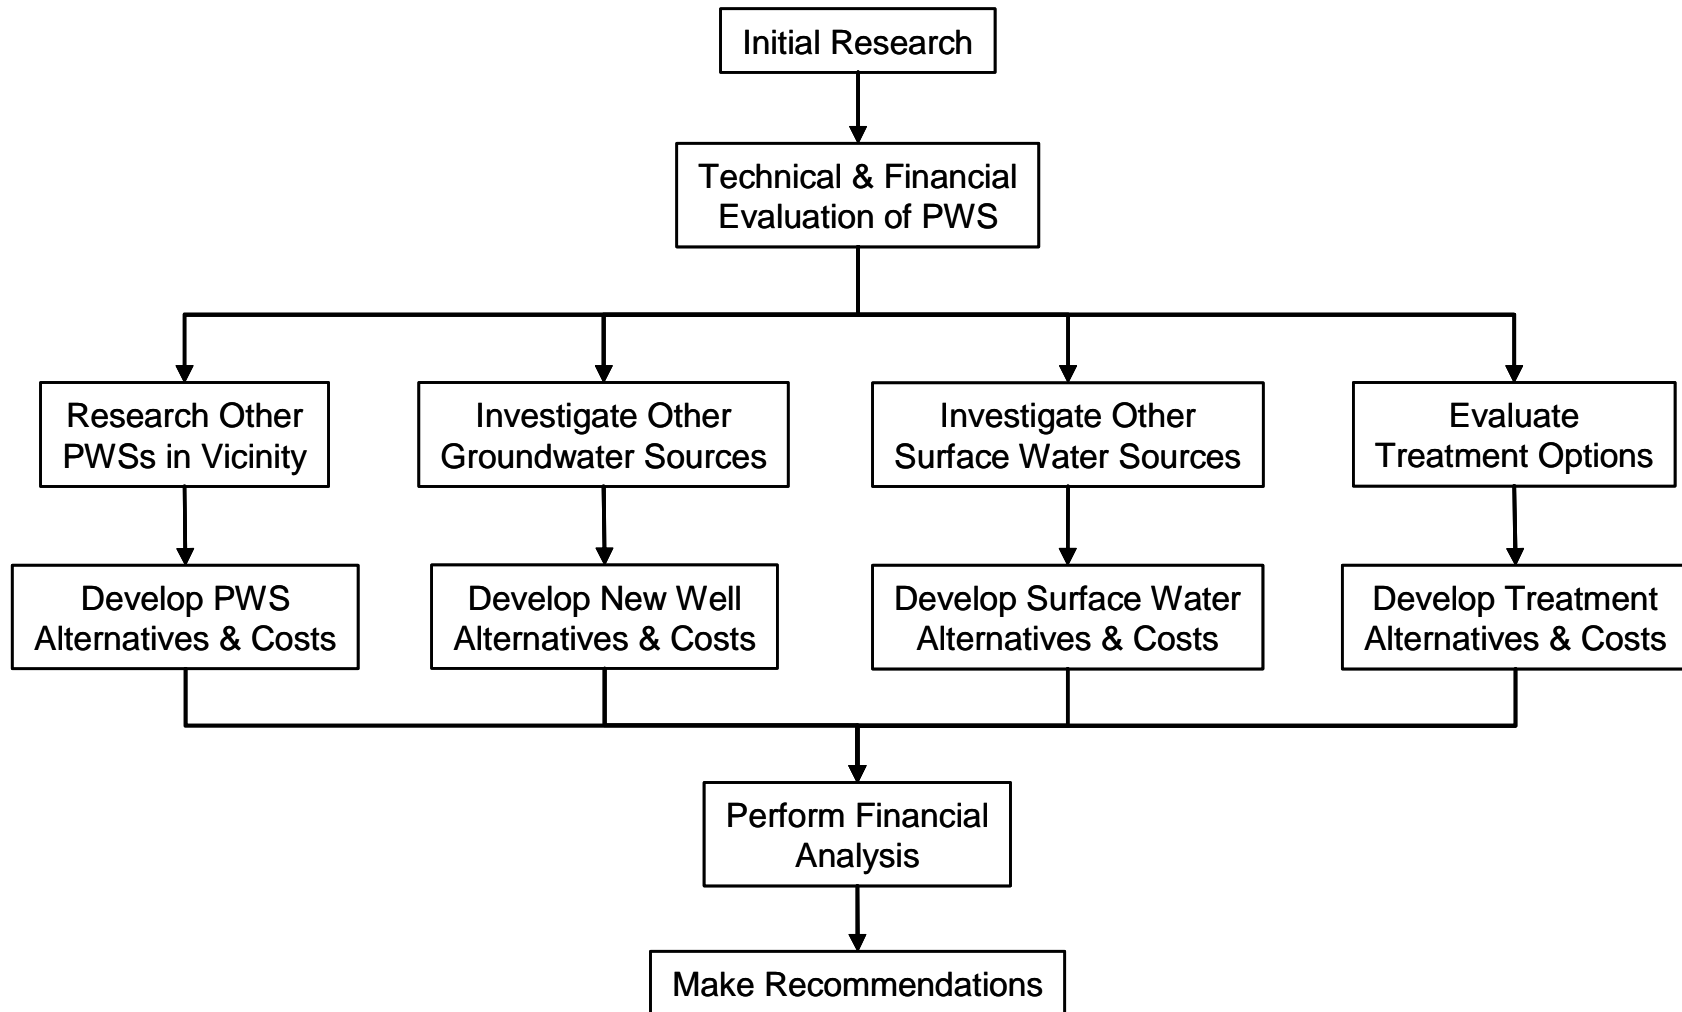 Initial Research
Technical & Financial
Evaluation of PWS
Research Other
PWSs in Vicinity
Investigate Other
Groundwater Sources
Investigate Other
Surface Water Sources
Evaluate
Treatment Options
Develop PWS
Alternatives & Costs
Develop New Well
Alternatives & Costs
Develop Surface Water
Alternatives & Costs
Develop Treatment
Alternatives & Costs
Perform Financial
Analysis
Make Recommendations